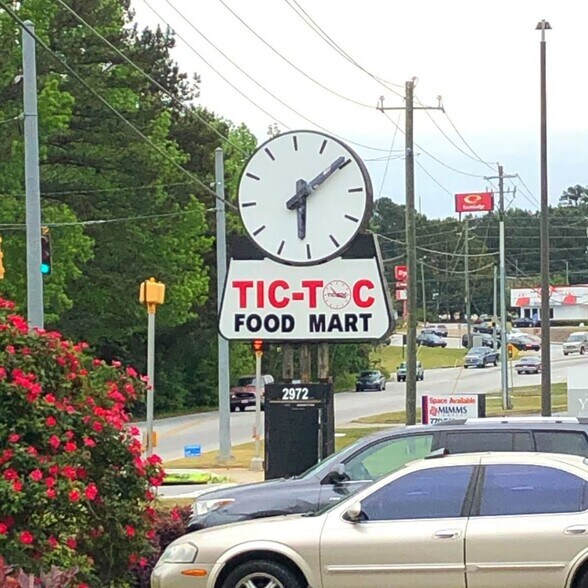 TIC-TOC
FOOD MART
2972
Space Available
MIMMS